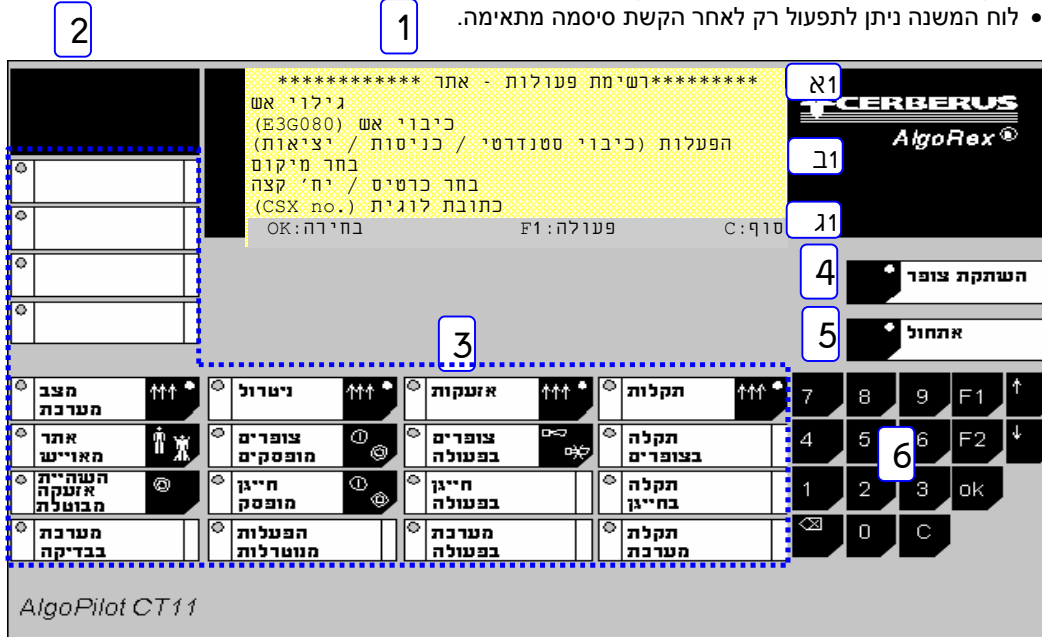 • לוח המשנה ניתן לתפעול רק לאחר הקשת סיסמה מתאימה.
2
1
*********רשימת פעולות - אתר ************
גילוי אש
כיבוי אש (E3G080)
הפעלות (כיבוי סטנדרטי / כניסות / יציאות)
בחר מיקום
בחר כרטיס / יח' קצה
כתובת לוגית (CSX no.)
סוף:C פעולה:F1 בחירה:OK
1א
1ב
1ג
CERBERUS
AlgoRex ®
4
השתקת צופר
5
אתחול
3
מצב מערכת
ניטרול
אזעקות
תקלות
אתר מאוייש
צופרים מופסקים
צופרים בפעולה
תקלה בצופרים
השהיית אזעקה מבוטלת
חייגן מופסק
חייגן בפעולה
תקלה בחייגן
מערכת בבדיקה
הפעלות מנוטרלות
מערכת בפעולה
תקלת מערכת
7 8 9 F1 ↑
4 5 6 F2 ↓
1 2 3 ok
0 C
6
AlgoPilot CT11